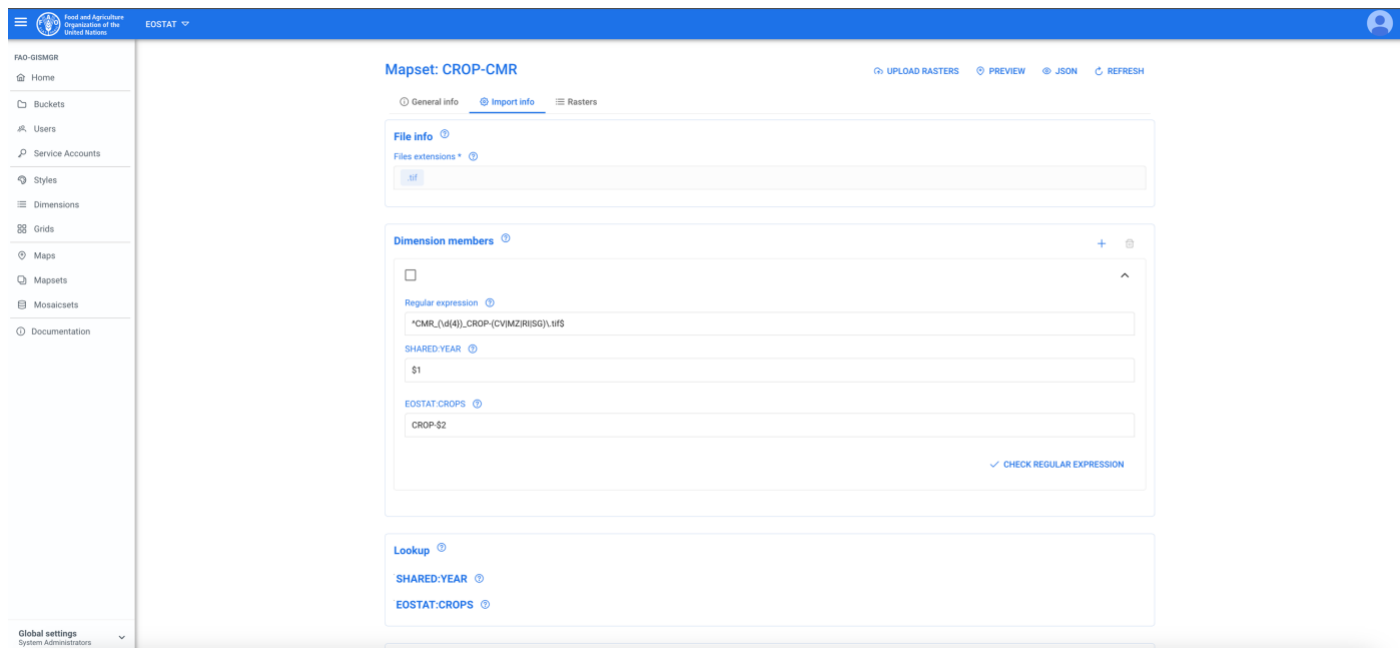 Food and Agriculture
Organization of the
United Nations
EOSTAT
FAO-GISMGR
Home
Buckets
Users
Service Accounts
Styles
Dimensions
Grids
Maps
Mapsets
Mosaicsets
Documentation
Global settings
System Administrators
Mapset: CROP-CMR
UPLOAD RASTERS PREVIEW JSON REFRESH
General info Import info Rasters
File info
Files extensions *
.tif
Dimension members
Regular expression
^CMR_(\d{4})_CROP-(CV|MZ|RI|SG)\.tif$
SHARED:YEAR
$1
EOSTAT:CROPS
CROP-$2
CHECK REGULAR EXPRESSION
Lookup
SHARED:YEAR
EOSTAT:CROPS